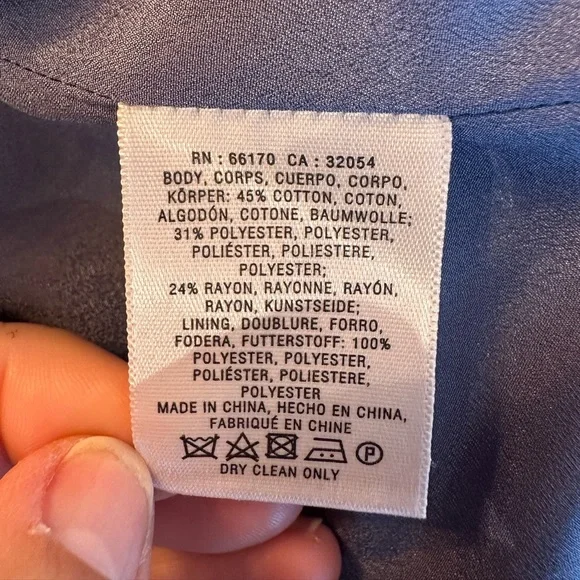 RN : 66170 CA : 32054
BODY, CORPS, CUERPO, CORPO,
KÖRPER: 45% COTTON, COTON,
ALGODÓN, COTONE, BAUMWOLLE;
31% POLYESTER, POLYESTER,
POLIÉSTER, POLIESTERE,
POLYESTER;
24% RAYON, RAYONNE, RAYÓN,
RAYON, KUNSTSEIDE;
LINING, DOUBLURE, FORRO,
FODERA, FUTTERSTOFF: 100%
POLYESTER, POLYESTER,
POLIÉSTER, POLIESTERE,
POLYESTER
MADE IN CHINA, HECHO EN CHINA,
FABRIQUÉ EN CHINE
P
DRY CLEAN ONLY